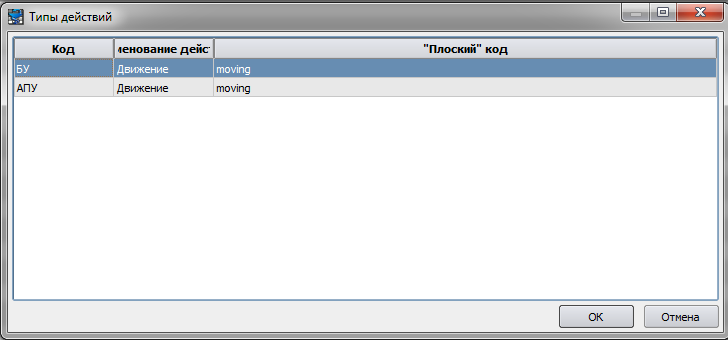 Типы действий
Код менование дейст "Плоский" код
БУ Движение moving
АПУ Движение moving
OK Отмена